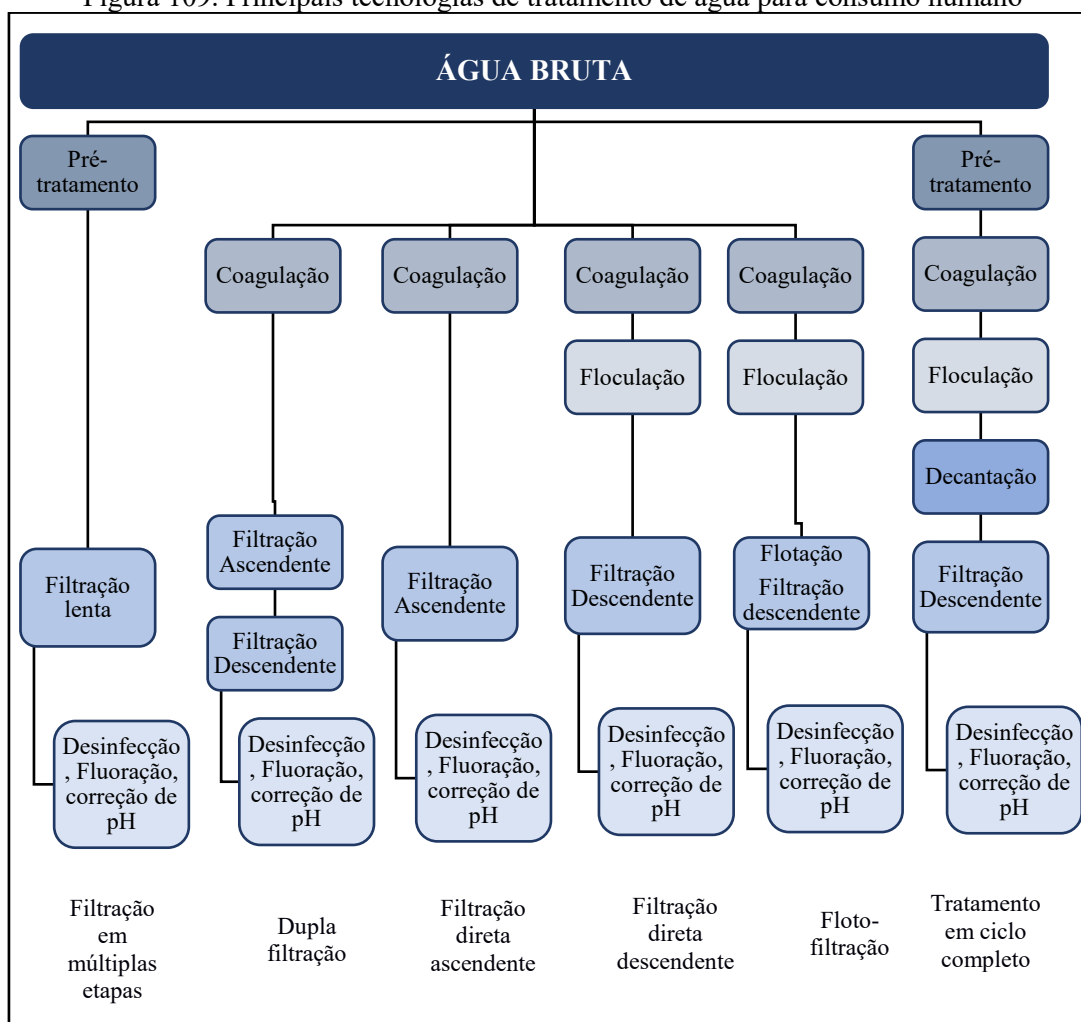 Figura 109. Principais tecnologias de tratamento de água para consumo humano
ÁGUA BRUTA
Pré-
tratamento
Filtração
lenta
Desinfecção
, Fluoração,
correção de
pH
Filtração
em
múltiplas
etapas
Coagulação
Filtração
Ascendente
Filtração
Descendente
Desinfecção
, Fluoração,
correção de
pH
Dupla
filtração
Coagulação
Filtração
Ascendente
Desinfecção
, Fluoração,
correção de
pH
Filtração
direta
ascendente
Coagulação
Floculação
Filtração
Descendente
Desinfecção
, Fluoração,
correção de
pH
Filtração
direta
descendente
Coagulação
Floculação
Flotação
Filtração
descendente
Desinfecção
, Fluoração,
correção de
pH
Floto-
filtração
Pré-
tratamento
Coagulação
Floculação
Decantação
Filtração
Descendente
Desinfecção
, Fluoração,
correção de
pH
Tratamento
em ciclo
completo